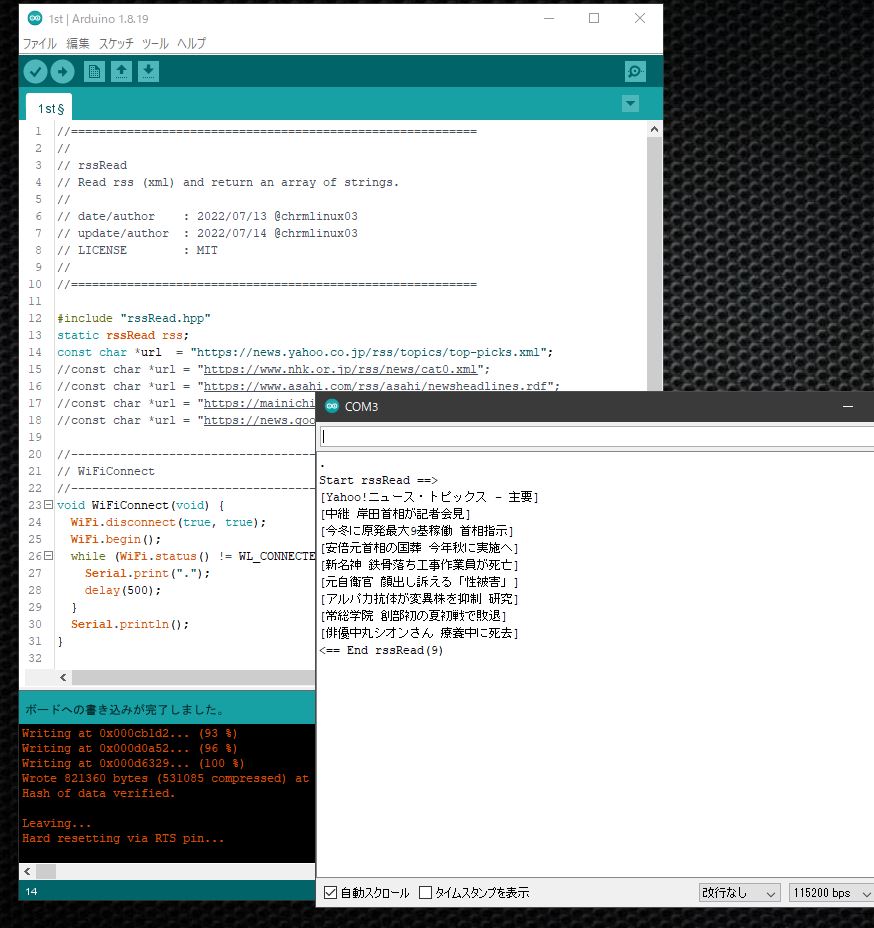 1st | Arduino 1.8.19
ファイル 編集 スケッチ ツール ヘルプ
1st §
1 //==========================================================
2 //
3 // rssRead
4 // Read rss (xml) and return an array of strings.
5 //
6 // date/author    : 2022/07/13 @chrmlinux03
7 // update/author  : 2022/07/14 @chrmlinux03
8 // LICENSE        : MIT
9 //
10 //==========================================================
11
12 #include "rssRead.hpp"
13 static rssRead rss;
14 const char *url  = "https://news.yahoo.co.jp/rss/topics/top-picks.xml";
15 //const char *url = "https://www.nhk.or.jp/rss/news/cat0.xml";
16 //const char *url = "https://www.asahi.com/rss/asahi/newsheadlines.rdf";
17 //const char *url = "https://mainichi
18 //const char *url = "https://news.goo
19
20 //-----------------------------------
21 // WiFiConnect
22 //-----------------------------------
23 void WiFiConnect(void) {
24   WiFi.disconnect(true, true);
25   WiFi.begin();
26   while (WiFi.status() != WL_CONNECTE
27     Serial.print(".");
28     delay(500);
29   }
30   Serial.println();
31 }
32
ボードへの書き込みが完了しました。
Writing at 0x000cb1d2... (93 %)
Writing at 0x000d0a52... (96 %)
Writing at 0x000d6329... (100 %)
Wrote 821360 bytes (531085 compressed) at
Hash of data verified.
Leaving...
Hard resetting via RTS pin...
14
COM3
.
Start rssRead ==>
[Yahoo!ニュース・トピックス - 主要]
[中継 岸田首相が記者会見]
[今冬に原発最大9基稼働 首相指示]
[安倍元首相の国葬 今年秋に実施へ]
[新名神 鉄骨落ち工事作業員が死亡]
[元自衛官 顔出し訴える「性被害」]
[アルパカ抗体が変異株を抑制 研究]
[常総学院 創部初の夏初戦で敗退]
[俳優中丸シオンさん 療養中に死去]
<== End rssRead(9)
自動スクロール タイムスタンプを表示 改行なし 115200 bps